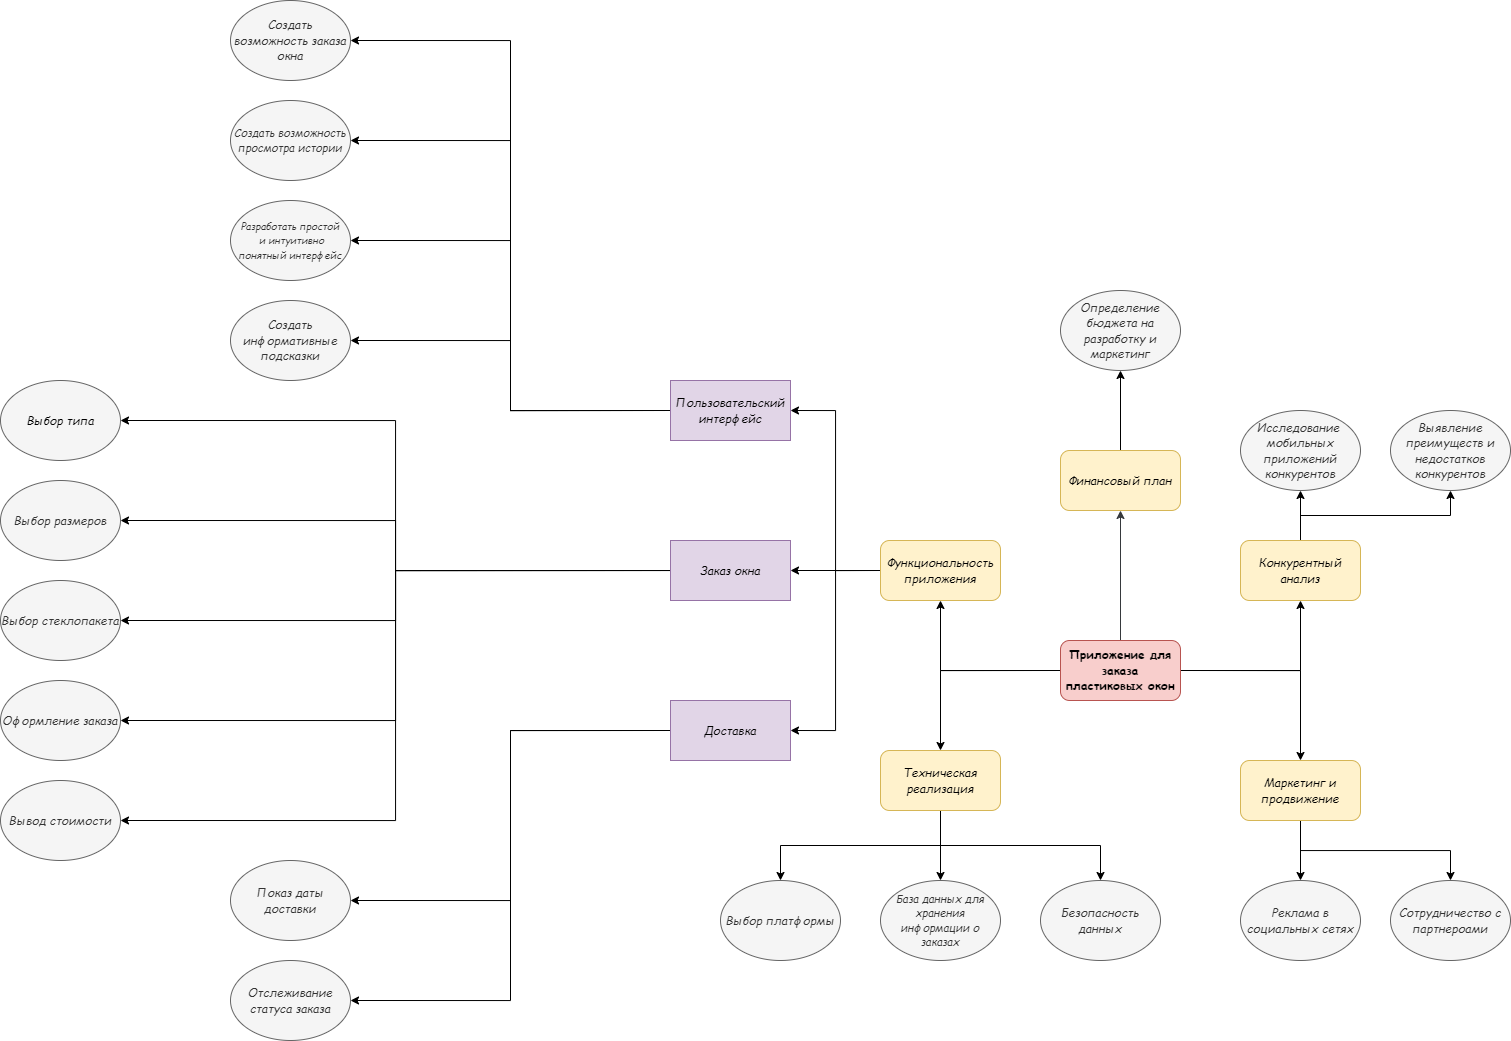 Создать
возможность заказа
окна
Создать возможность
просмотра истории
Разработать простой
и интуитивно
понятный интерфейс
Создать
информативные
подсказки
Выбор типа
Выбор размеров
Выбор стеклопакета
Оформление заказа
Вывод стоимости
Показ даты
доставки
Отслеживание
статуса заказа
Пользовательский
интерфейс
Заказ окна
Доставка
Функциональность
приложения
Техническая
реализация
Выбор платформы
База данных для
хранения
информации о
заказах
Безопасность
данных
Определение
бюджета на
разработку и
маркетинг
Финансовый план
Приложение для
заказа
пластиковых окон
Исследование
мобильных
приложений
конкурентов
Выявление
преимуществ и
недостатков
конкурентов
Конкурентный
анализ
Маркетинг и
продвижение
Реклама в
социальных сетях
Сотрудничество с
партнероами